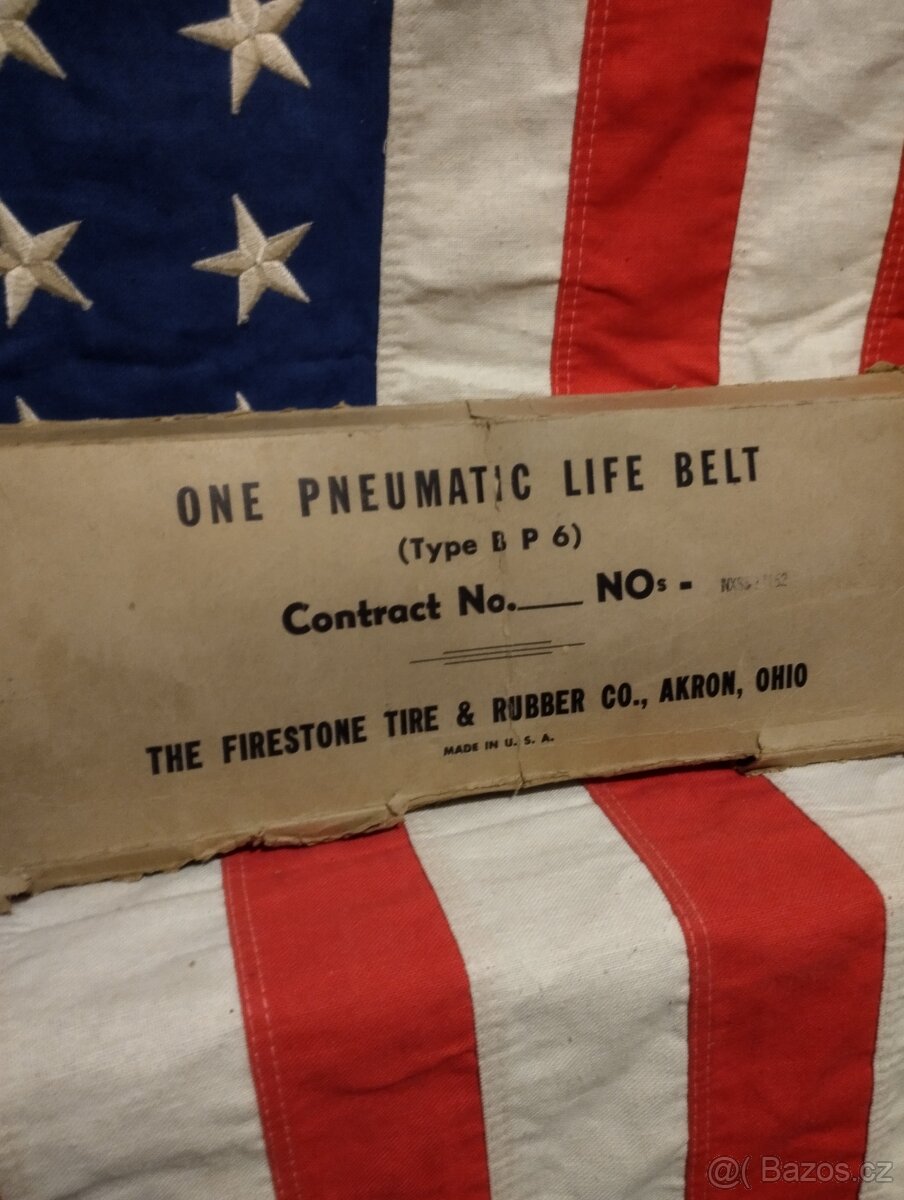 ONE PNEUMATIC LIFE BELT
(Type B P 6)
Contract No.____ NOs -
THE FIRESTONE TIRE & RUBBER CO., AKRON, OHIO
MADE IN U. S. A.
@( Bazos.cz